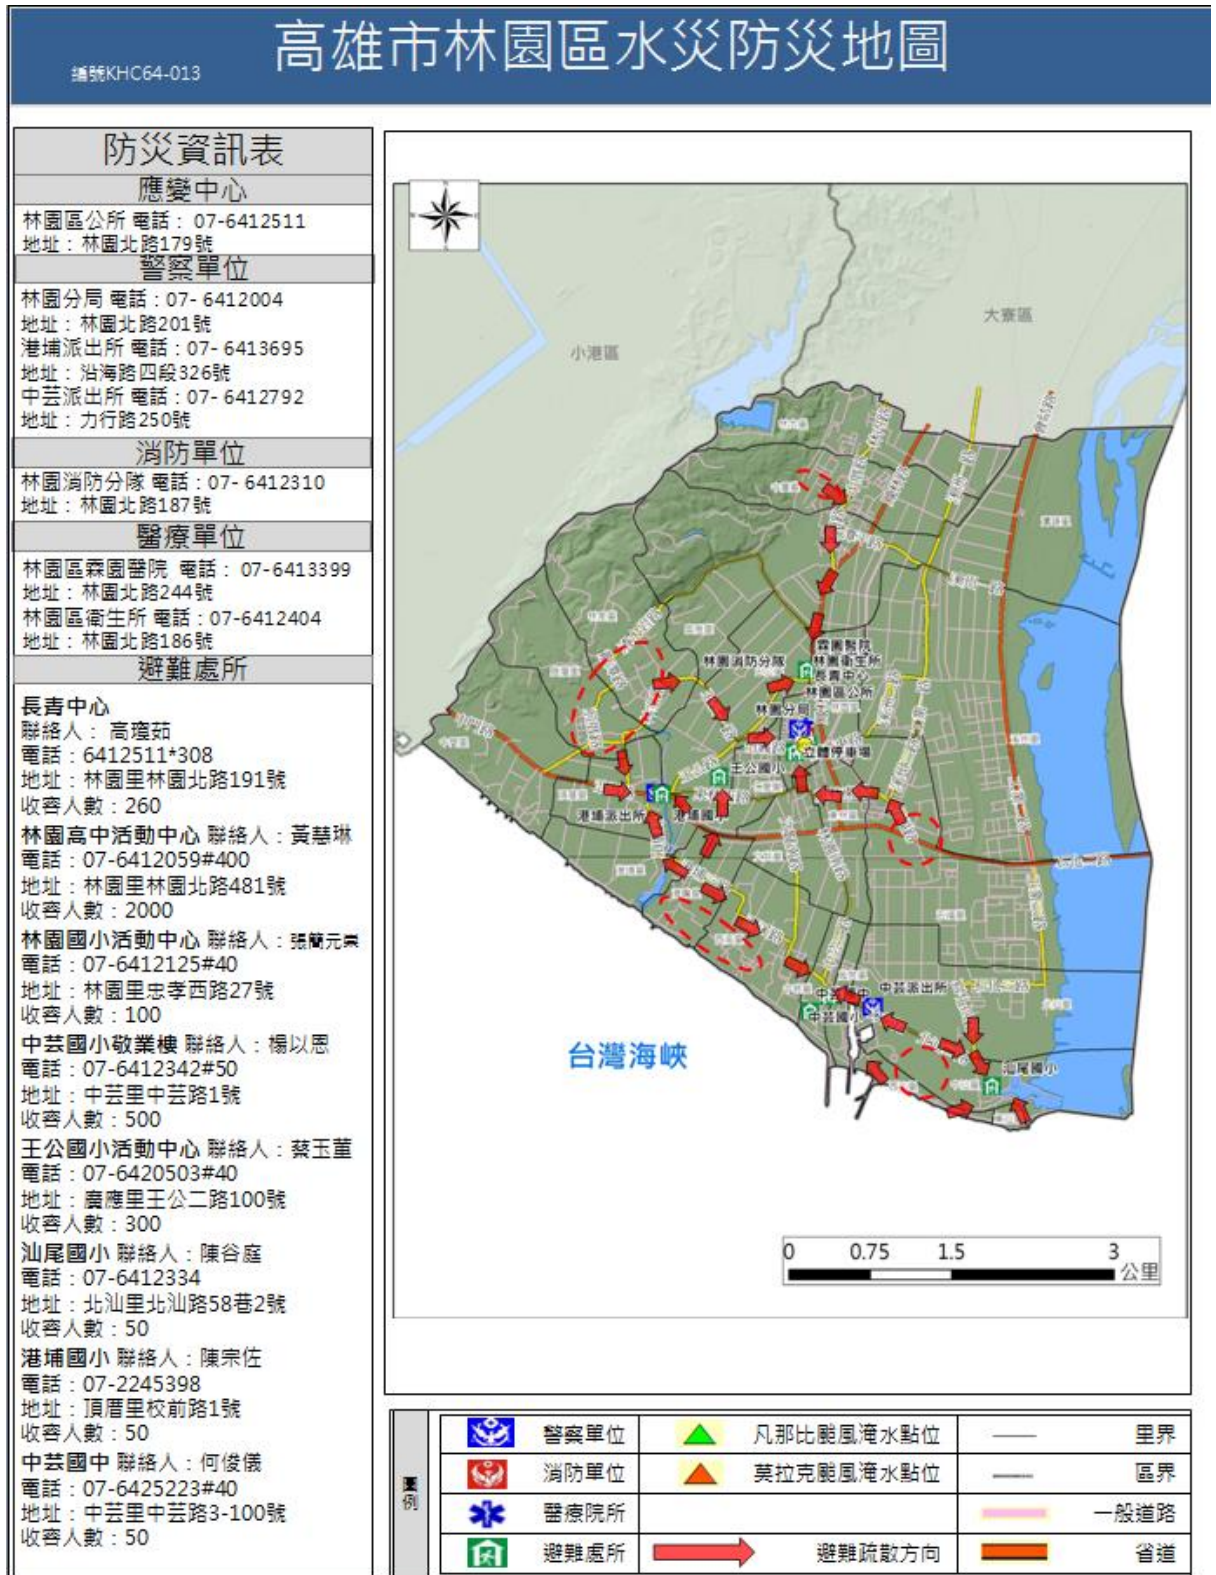 高雄市林園區水災防災地圖
編號KHC64-013
防災資訊表
應變中心
林園區公所 電話： 07-6412511
地址：林園北路179號
警察單位
林園分局 電話：07- 6412004
地址：林園北路201號
港埔派出所 電話：07- 6413695
地址：沿海路四段326號
中芸派出所 電話：07- 6412792
地址：力行路250號
消防單位
林園消防分隊 電話：07- 6412310
地址：林園北路187號
醫療單位
林園區霖園醫院 電話： 07-6413399
地址：林園北路244號
林園區衛生所 電話：07-6412404
地址：林園北路186號
避難處所
長青中心
聯絡人： 高瓊茹
電話：6412511*308
地址：林園里林園北路191號
收容人數：260
林園高中活動中心 聯絡人：黃慧琳
電話：07-6412059#400
地址：林園里林園北路481號
收容人數：2000
林園國小活動中心 聯絡人：張簡元崇
電話：07-6412125#40
地址：林園里忠孝西路27號
收容人數：100
中芸國小敬業樓 聯絡人：楊以恩
電話：07-6412342#50
地址：中芸里中芸路1號
收容人數：500
王公國小活動中心 聯絡人：蔡玉菫
電話：07-6420503#40
地址：廣應里王公二路100號
收容人數：300
汕尾國小 聯絡人：陳谷庭
電話：07-6412334
地址：北汕里北汕路58巷2號
收容人數：50
港埔國小 聯絡人：陳宗佐
電話：07-2245398
地址：頂厝里校前路1號
收容人數：50
中芸國中 聯絡人：何俊儀
電話：07-6425223#40
地址：中芸里中芸路3-100號
收容人數：50
大寮區
小港區
霖園醫院
林園消防分隊
林園衛生所
長青中心
林園區公所
林園分局
立體停車場
王公國小
港埔派出所
港埔國小
中芸派出所
中芸國中
中芸國小
汕尾國小
台灣海峽
0 0.75 1.5 3
公里
圖例
警察單位
凡那比颱風淹水點位
里界
消防單位
莫拉克颱風淹水點位
區界
醫療院所
一般道路
避難處所
避難疏散方向
省道